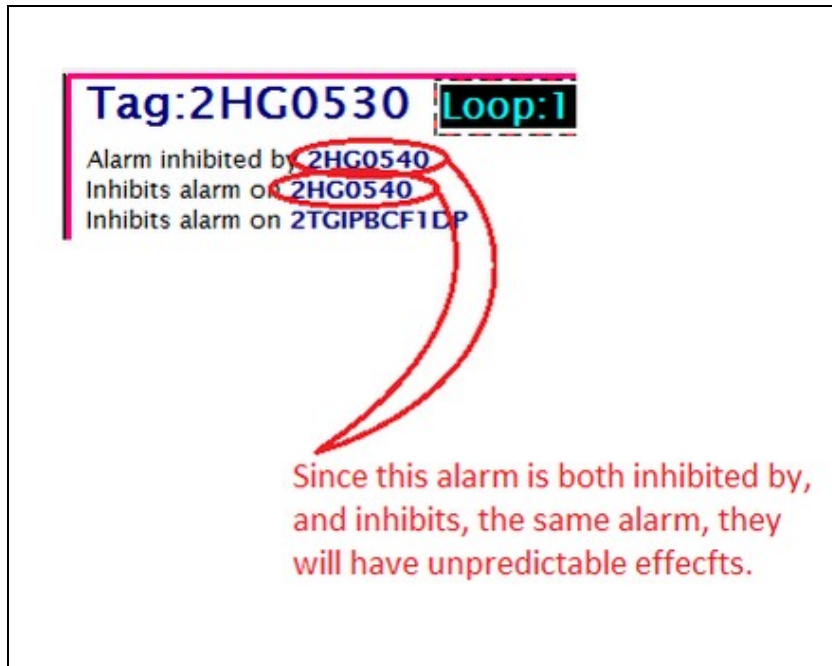 Tag:2HG0530 Loop:1
Alarm inhibited by 2HG0540
Inhibits alarm on 2HG0540
Inhibits alarm on 2TGIPBCF1DP
Since this alarm is both inhibited by,
and inhibits, the same alarm, they
will have unpredictable effecfts.